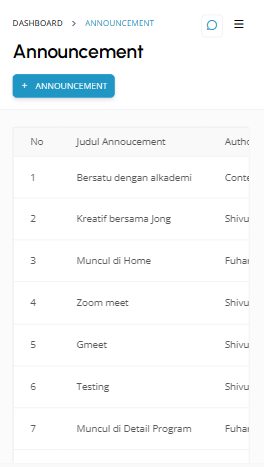 DASHBOARD > ANNOUNCEMENT
Announcement
+ ANNOUNCEMENT
No Judul Annoucement Autho
1 Bersatu dengan alkademi Conte
2 Kreatif bersama Jong Shivu
3 Muncul di Home Fuhar
4 Zoom meet Shivu
5 Gmeet Shivu
6 Testing Shivu
7 Muncul di Detail Program Fuhar